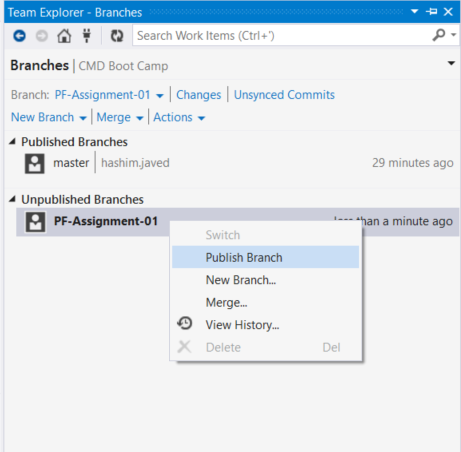 Team Explorer - Branches
Search Work Items (Ctrl+')
Branches | CMD Boot Camp
Branch: PF-Assignment-01 | Changes | Unsynced Commits
New Branch | Merge | Actions
Published Branches
master | hashim.javed 29 minutes ago
Unpublished Branches
PF-Assignment-01 less than a minute ago
Switch
Publish Branch
New Branch...
Merge...
View History...
Delete Del